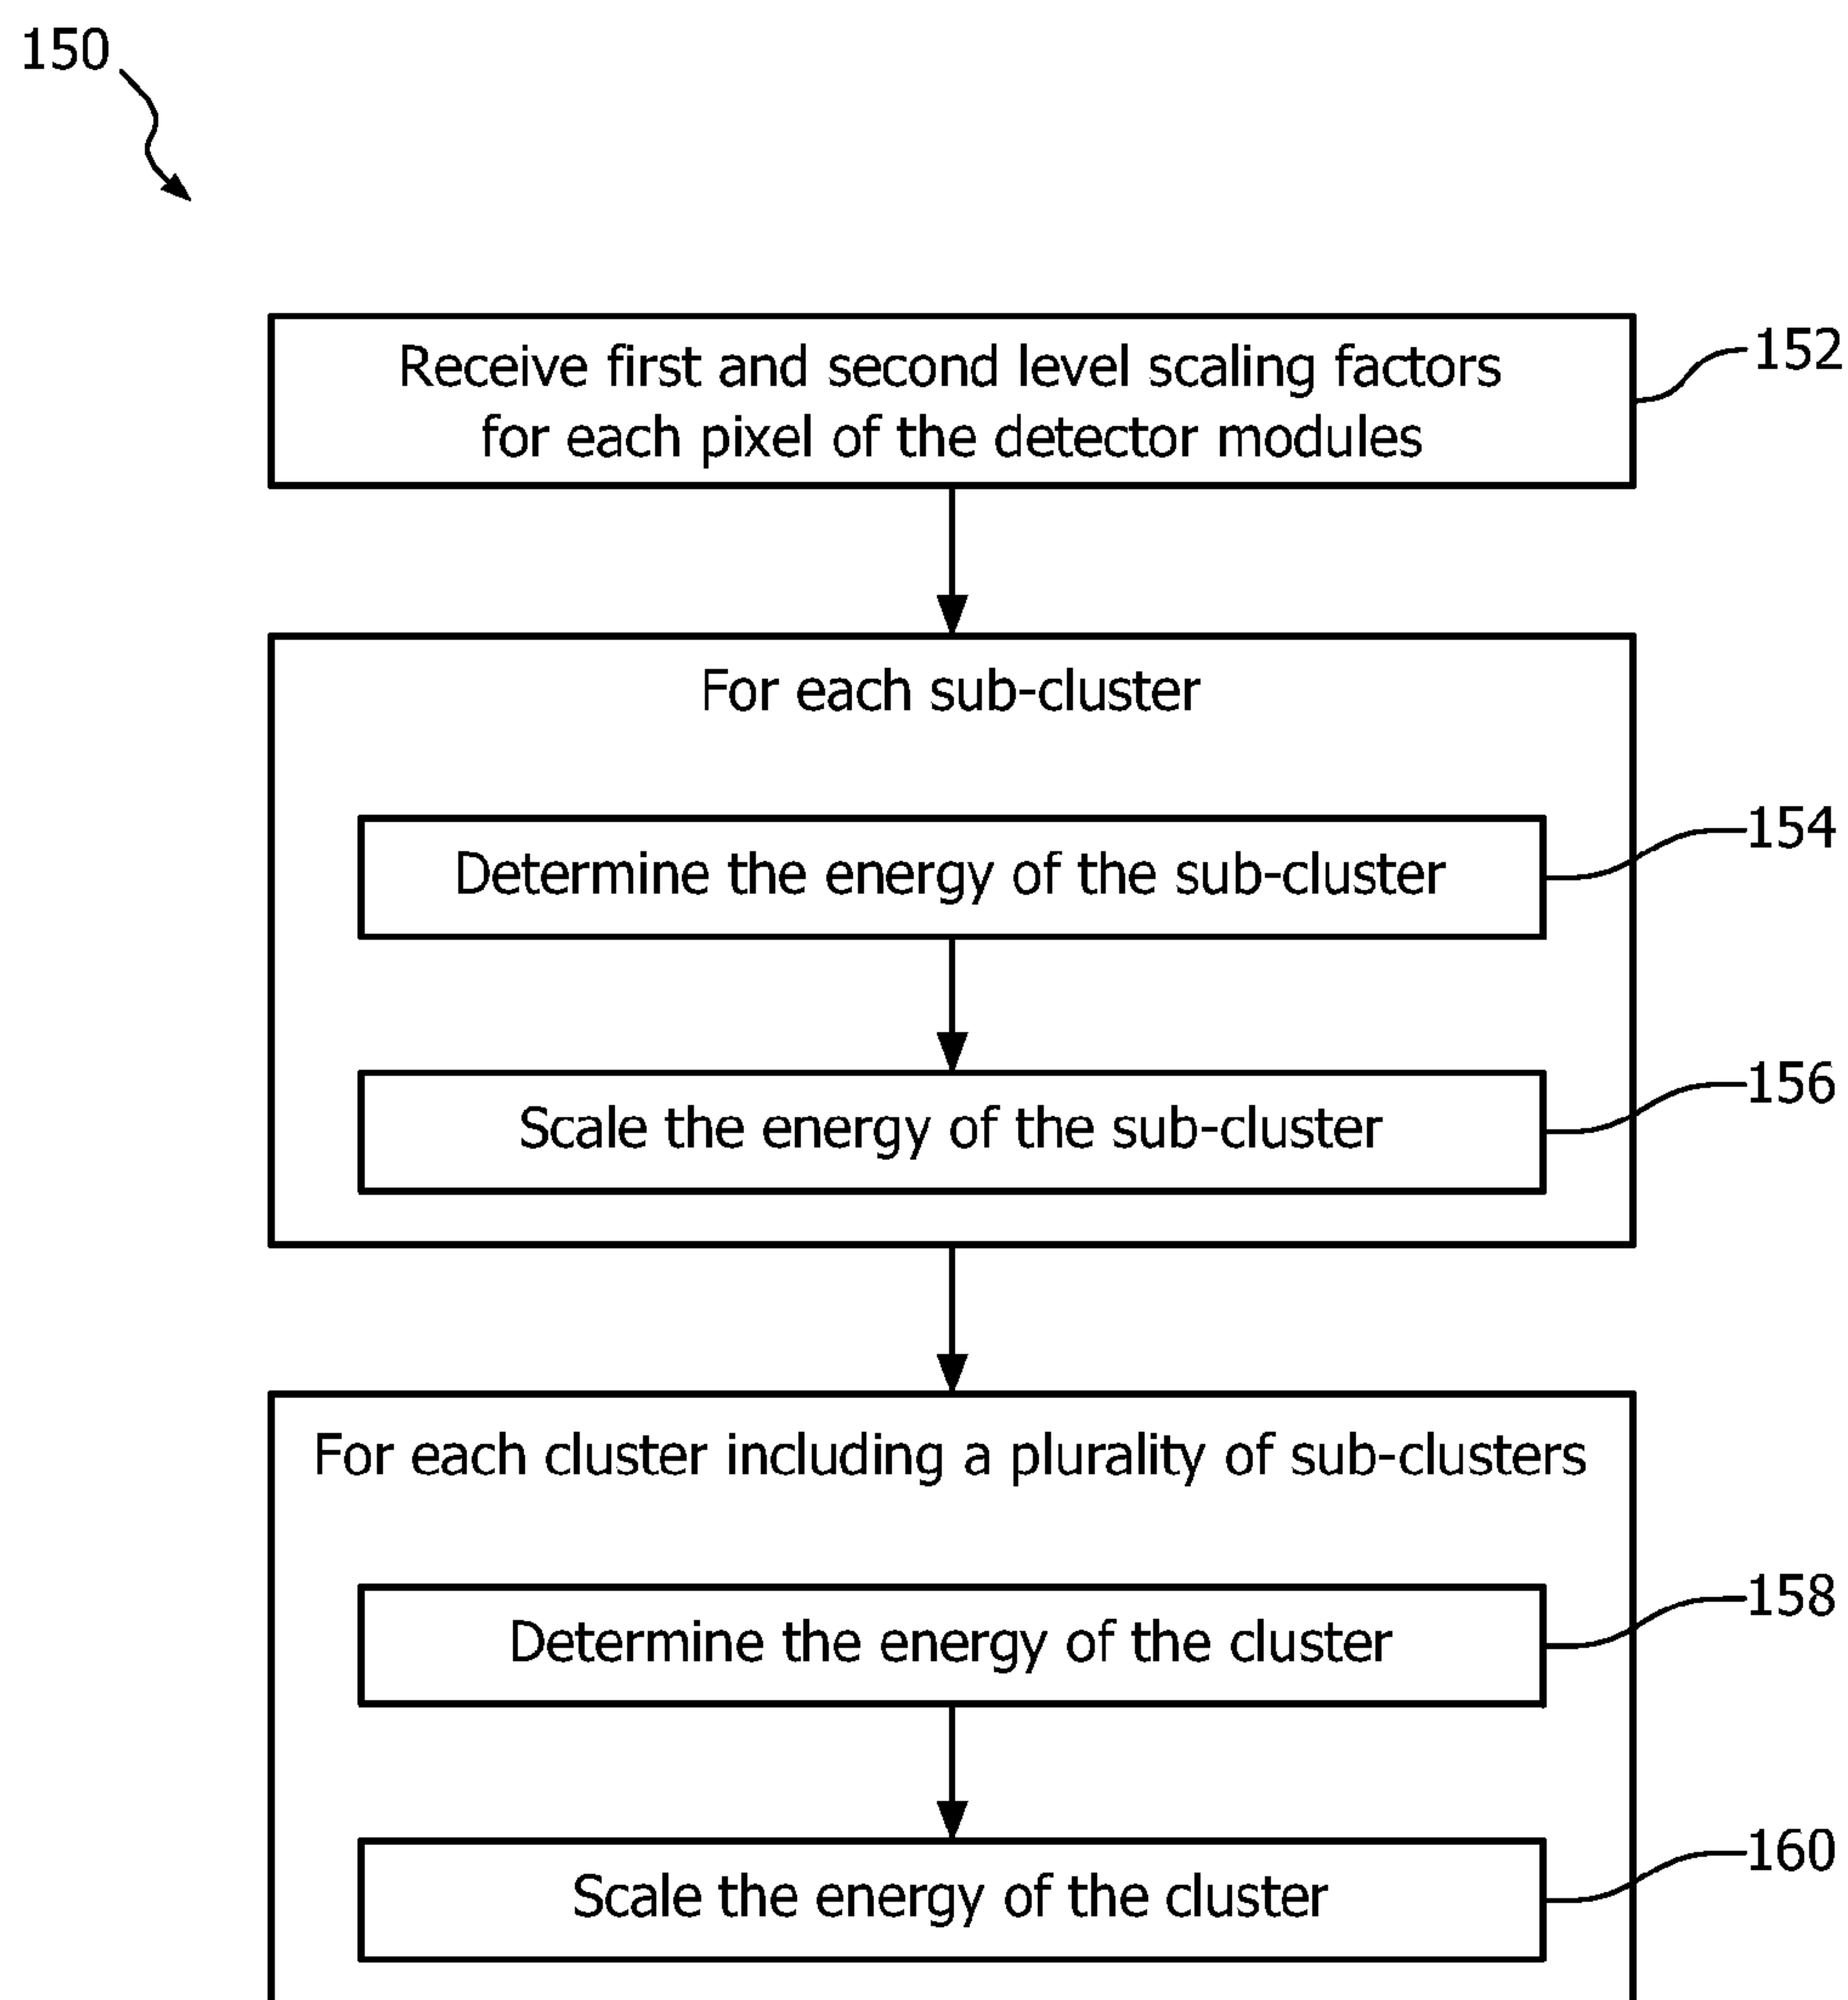 150
Receive first and second level scaling factors
for each pixel of the detector modules
152
For each sub-cluster
Determine the energy of the sub-cluster
154
Scale the energy of the sub-cluster
156
For each cluster including a plurality of sub-clusters
Determine the energy of the cluster
158
Scale the energy of the cluster
160